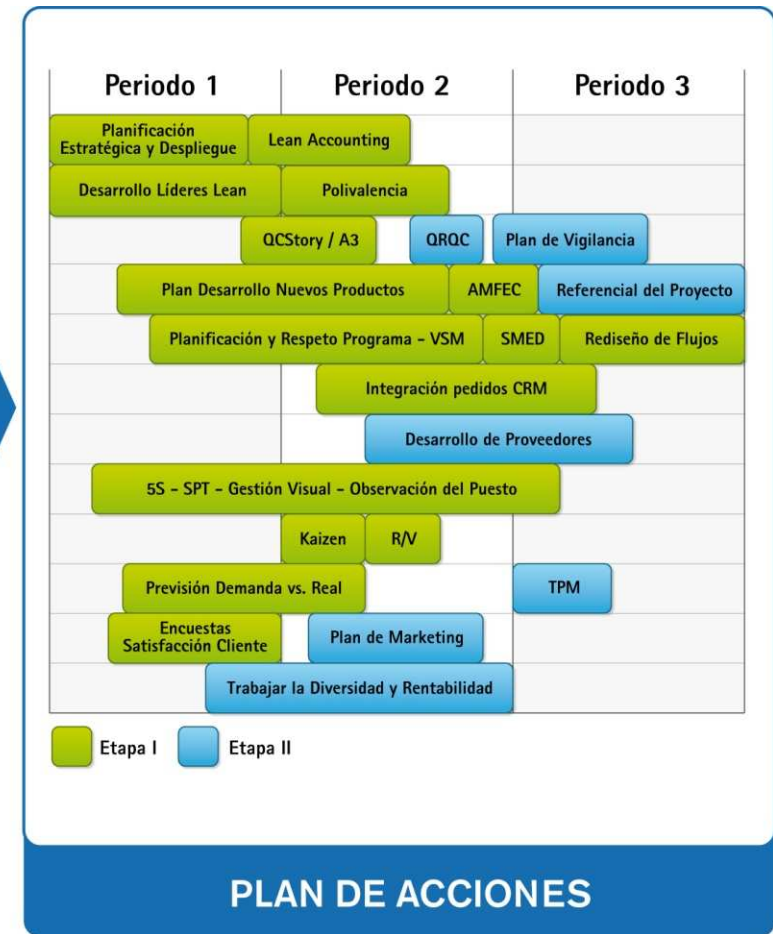 Periodo 1 Periodo 2 Periodo 3
Planificación
Estratégica y Despliegue
Lean Accounting
Desarrollo Líderes Lean Polivalencia
QCStory / A3 QRQC Plan de Vigilancia
Plan Desarrollo Nuevos Productos AMFEC Referencial del Proyecto
Planificación y Respeto Programa - VSM SMED Rediseño de Flujos
Integración pedidos CRM
Desarrollo de Proveedores
5S - SPT - Gestión Visual - Observación del Puesto
Kaizen R/V
Previsión Demanda vs. Real TPM
Encuestas
Satisfacción Cliente
Plan de Marketing
Trabajar la Diversidad y Rentabilidad
Etapa I Etapa II
PLAN DE ACCIONES